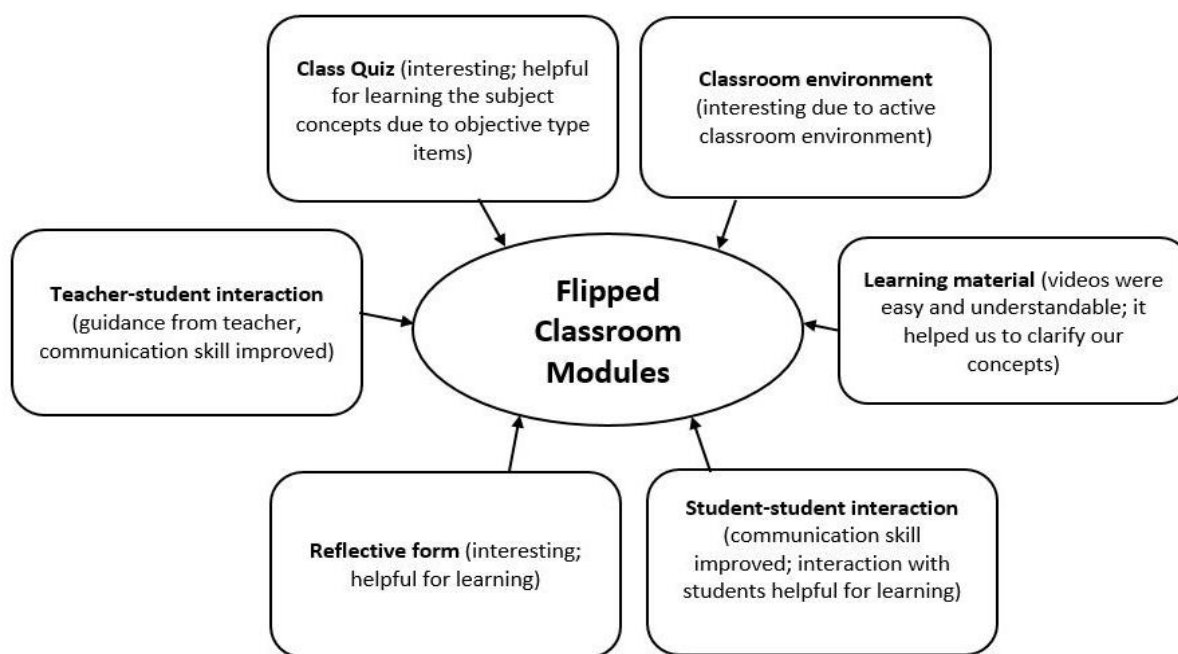 Class Quiz (interesting; helpful
for learning the subject
concepts due to objective type
items)
Classroom environment
(interesting due to active
classroom environment)
Teacher-student interaction
(guidance from teacher,
communication skill improved)
Flipped
Classroom
Modules
Learning material (videos were
easy and understandable; it
helped us to clarify our
concepts)
Reflective form (interesting;
helpful for learning)
Student-student interaction
(communication skill
improved; interaction with
students helpful for learning)